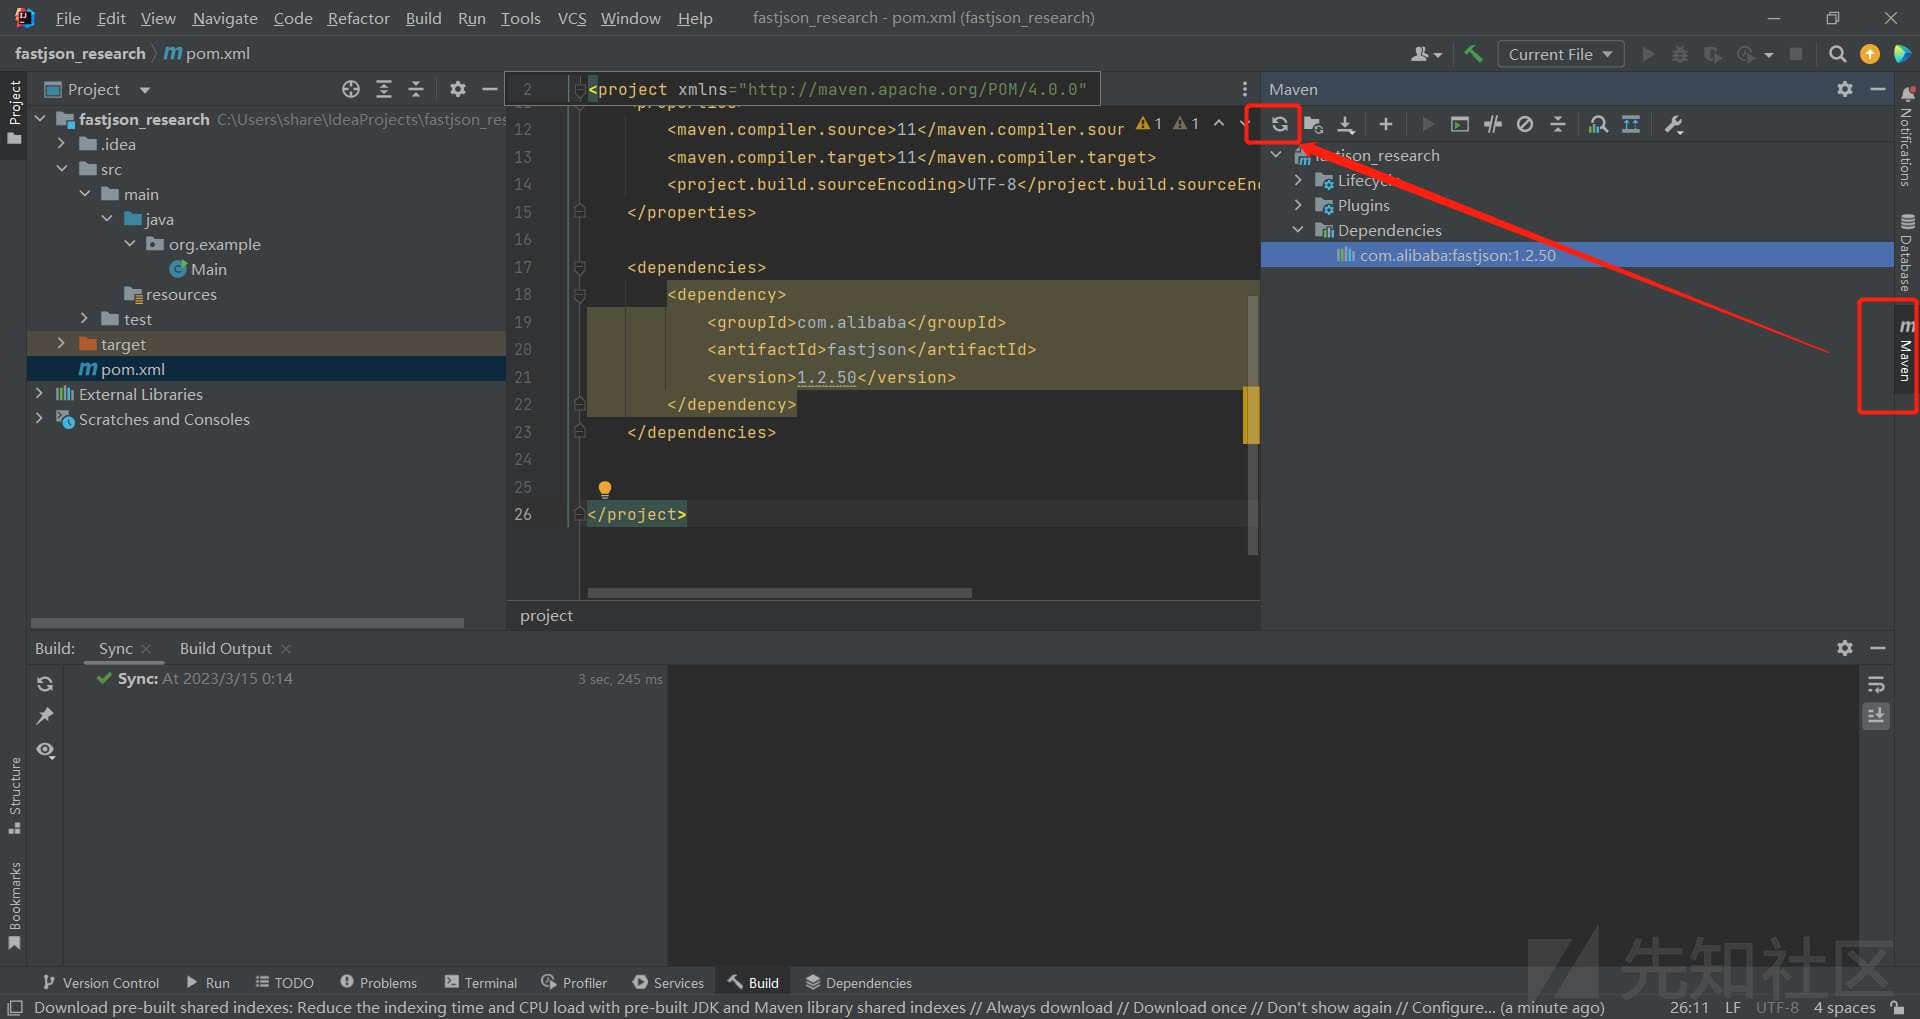 File Edit View Navigate Code Refactor Build Run Tools VCS Window Help fastjson_research - pom.xml (fastjson_research)
fastjson_research m pom.xml
Current File
Project
Project
fastjson_research C:\Users\share\IdeaProjects\fastjson_res
.idea
src
main
java
org.example
Main
resources
test
target
m pom.xml
External Libraries
Scratches and Consoles
2 <project xmlns="http://maven.apache.org/POM/4.0.0"
12 <maven.compiler.source>11</maven.compiler.sour 1 1
13 <maven.compiler.target>11</maven.compiler.target>
14 <project.build.sourceEncoding>UTF-8</project.build.sourceEnc
15 </properties>
16
17 <dependencies>
18 <dependency>
19 <groupId>com.alibaba</groupId>
20 <artifactId>fastjson</artifactId>
21 <version>1.2.50</version>
22 </dependency>
23 </dependencies>
24
25
26 </project>
project
Maven
fastjson_research
Lifecycle
Plugins
Dependencies
com.alibaba:fastjson:1.2.50
Notifications
Database
m Maven
Build: Sync Build Output
Sync: At 2023/3/15 0:14 3 sec, 245 ms
Structure
Bookmarks
Version Control Run TODO Problems Terminal Profiler Services Build Dependencies
Download pre-built shared indexes: Reduce the indexing time and CPU load with pre-built JDK and Maven library shared indexes // Always download // Download once // Don't show again // Configure... (a minute ago) 26:11 LF UTF-8 4 spaces
先知社区